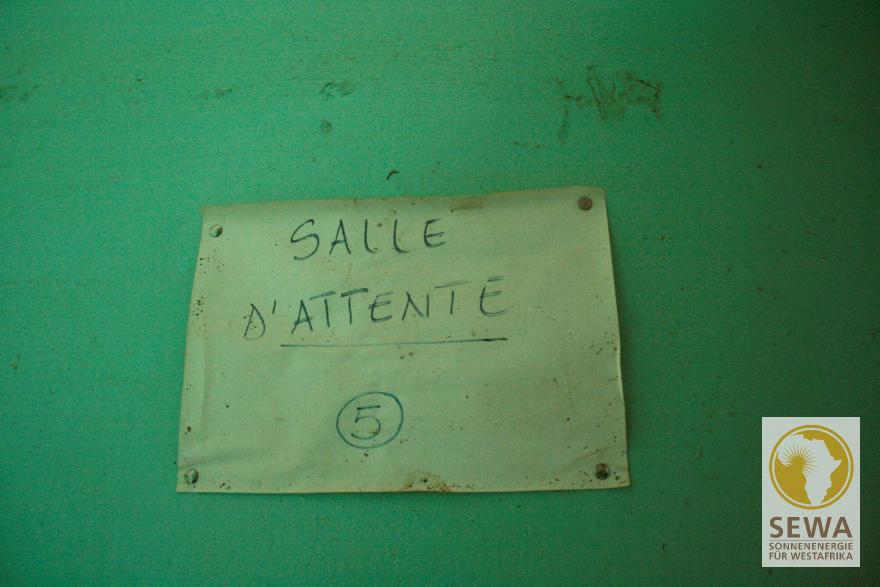 SALLE
D'ATTENTE
5
SEWA
SONNENENERGIE
FÜR WESTAFRIKA